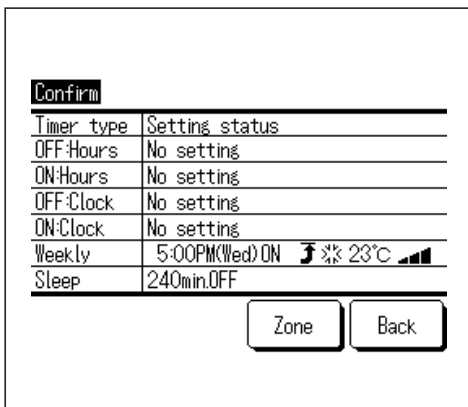 Confirm
Timer type Setting status
OFF:Hours No setting
ON:Hours No setting
OFF:Clock No setting
ON:Clock No setting
Weekly 5:00PM(Wed)ON 23℃
Sleep 240min.OFF
Zone Back